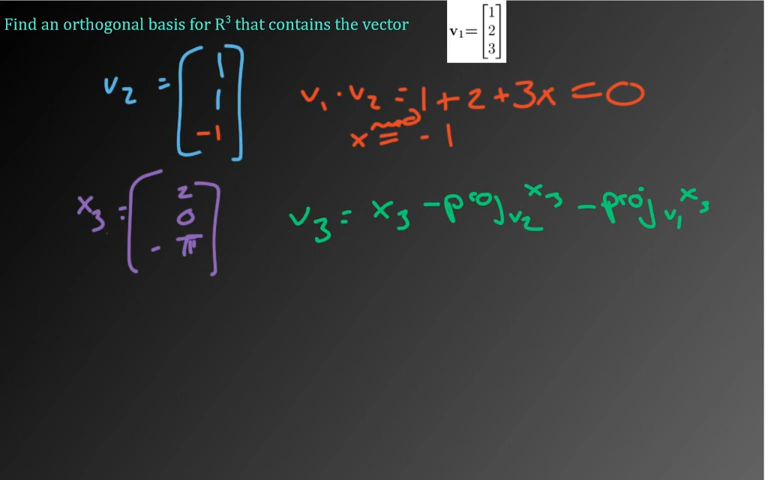 Find an orthogonal basis for R³ that contains the vector v₁= [1 2 3]
v₂ = [1 1 -1]
v₁ · v₂ = 1 + 2 + 3x = 0
x = -1
x₃ = [2 0 -π]
v₃ = x₃ - proj_v₂ x₃ - proj_v₁ x₃